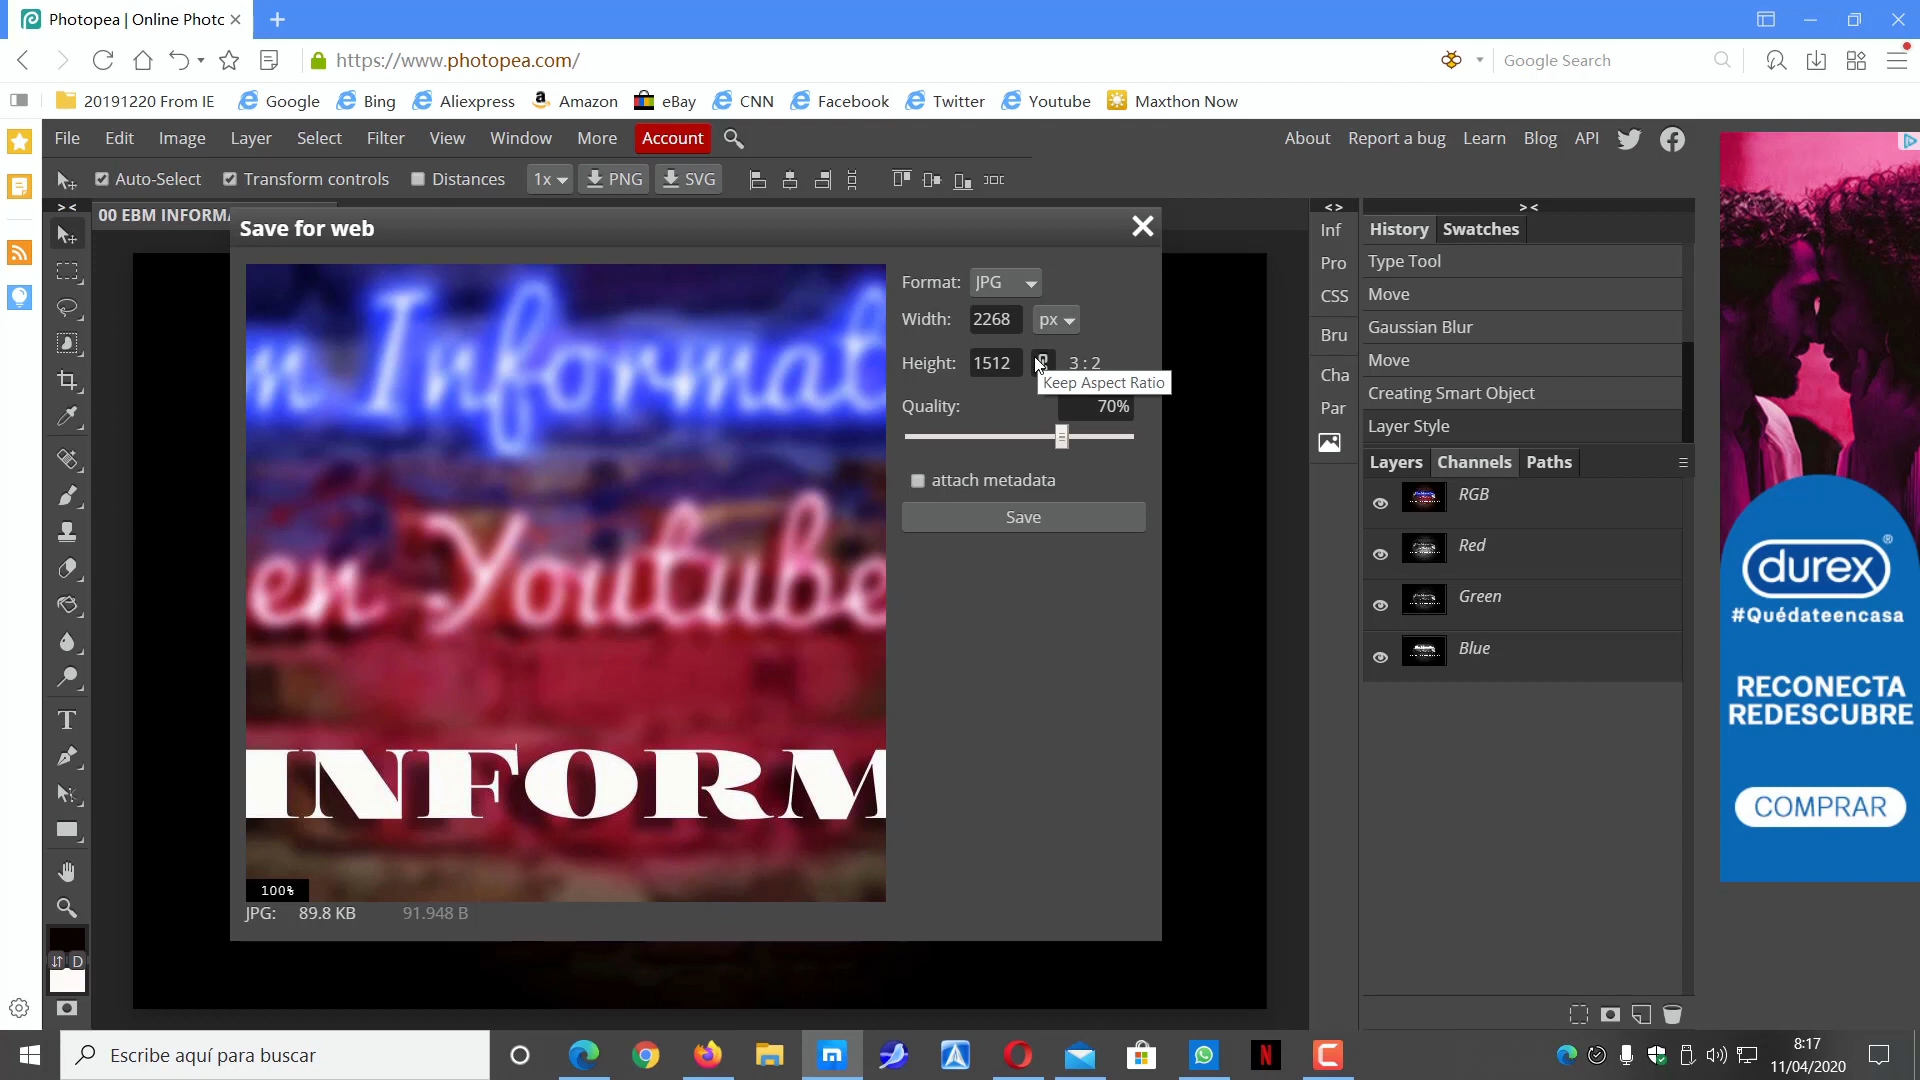 Photopea | Online Photo
https://www.photopea.com/
Google Search
20191220 From IE
Google
Bing
Aliexpress
Amazon
eBay
CNN
Facebook
Twitter
Youtube
Maxthon Now
File Edit Image Layer Select Filter View Window More Account
About Report a bug Learn Blog API
Auto-Select Transform controls Distances 1x PNG SVG
00 EBM INFORMA
> <
< >
> <
Save for web
Format: JPG
Width: 2268 px
Height: 1512 3 : 2
Keep Aspect Ratio
Quality: 70%
attach metadata
Save
n Informat
en Youtube
INFORM
100%
JPG: 89.8 KB 91.948 B
Inf
Pro
CSS
Bru
Cha
Par
History Swatches
Type Tool
Move
Gaussian Blur
Move
Creating Smart Object
Layer Style
Layers Channels Paths
RGB
Red
Green
Blue
T
D
durex®
#Quédateencasa
RECONECTA
REDESCUBRE
COMPRAR
Escribe aquí para buscar
8:17
11/04/2020